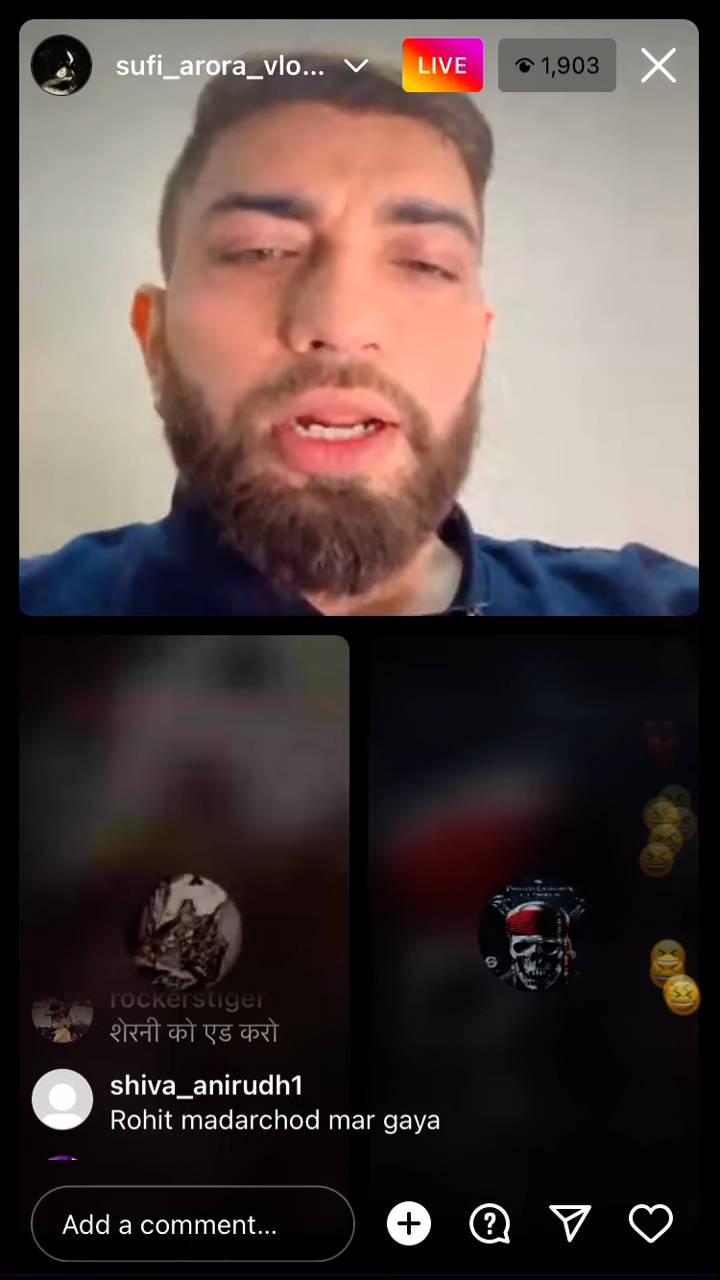 sufi_arora_vlo...
LIVE
1,903
rockerstiger
शेरनी को एड करो
shiva_anirudh1
Rohit madarchod mar gaya
Add a comment...